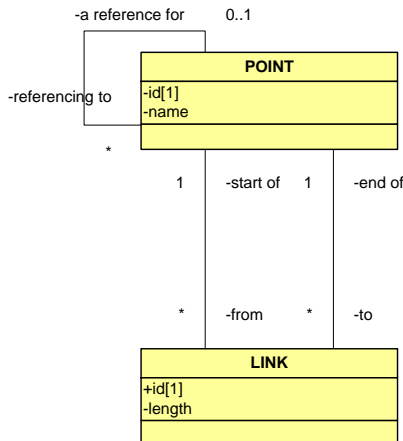 -a reference for 0..1
POINT
-id[1]
-name
-referencing to
*
1 -start of 1 -end of
* -from * -to
LINK
+id[1]
-length